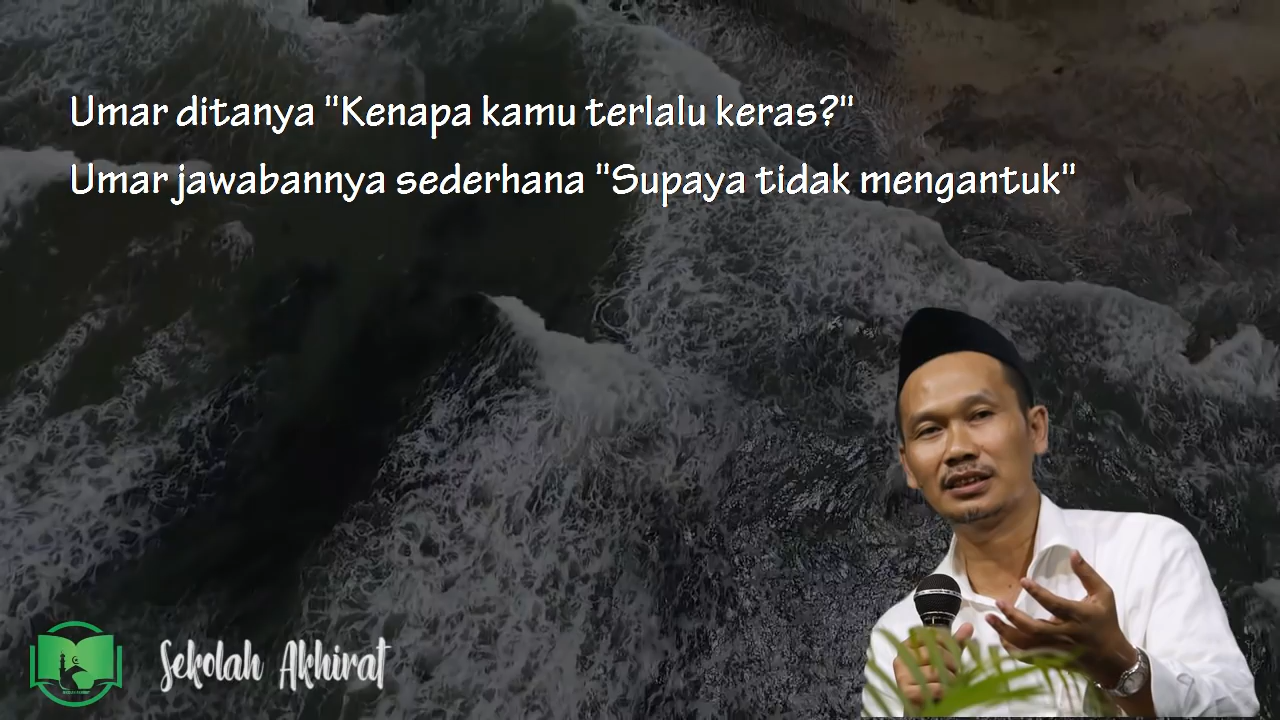 Umar ditanya "Kenapa kamu terlalu keras?"
Umar jawabannya sederhana "Supaya tidak mengantuk"
Sekolah Akhirat